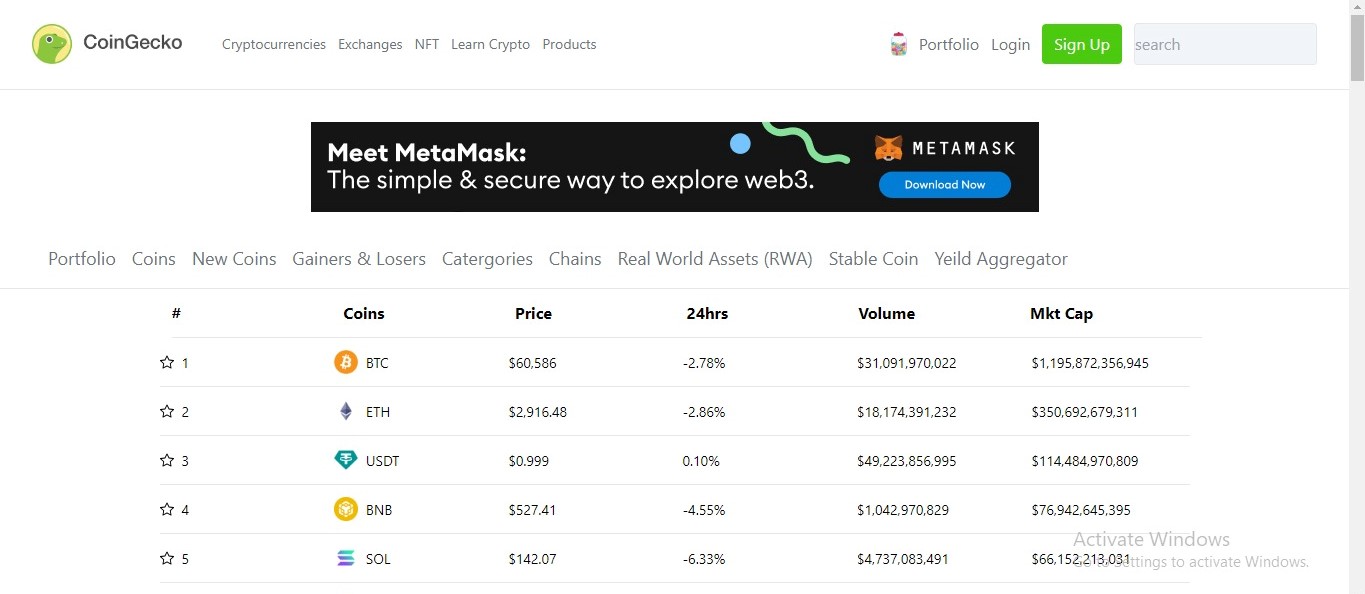 CoinGecko Cryptocurrencies Exchanges NFT Learn Crypto Products Portfolio Login Sign Up search
Meet MetaMask:
The simple & secure way to explore web3.
METAMASK
Download Now
Portfolio Coins New Coins Gainers & Losers Catergories Chains Real World Assets (RWA) Stable Coin Yeild Aggregator
# Coins Price 24hrs Volume Mkt Cap
1 BTC $60,586 -2.78% $31,091,970,022 $1,195,872,356,945
2 ETH $2,916.48 -2.86% $18,174,391,232 $350,692,679,311
3 USDT $0.999 0.10% $49,223,856,995 $114,484,970,809
4 BNB $527.41 -4.55% $1,042,970,829 $76,942,645,395
5 SOL $142.07 -6.33% $4,737,083,491 $66,152,213,031
Activate Windows
Go to Settings to activate Windows.